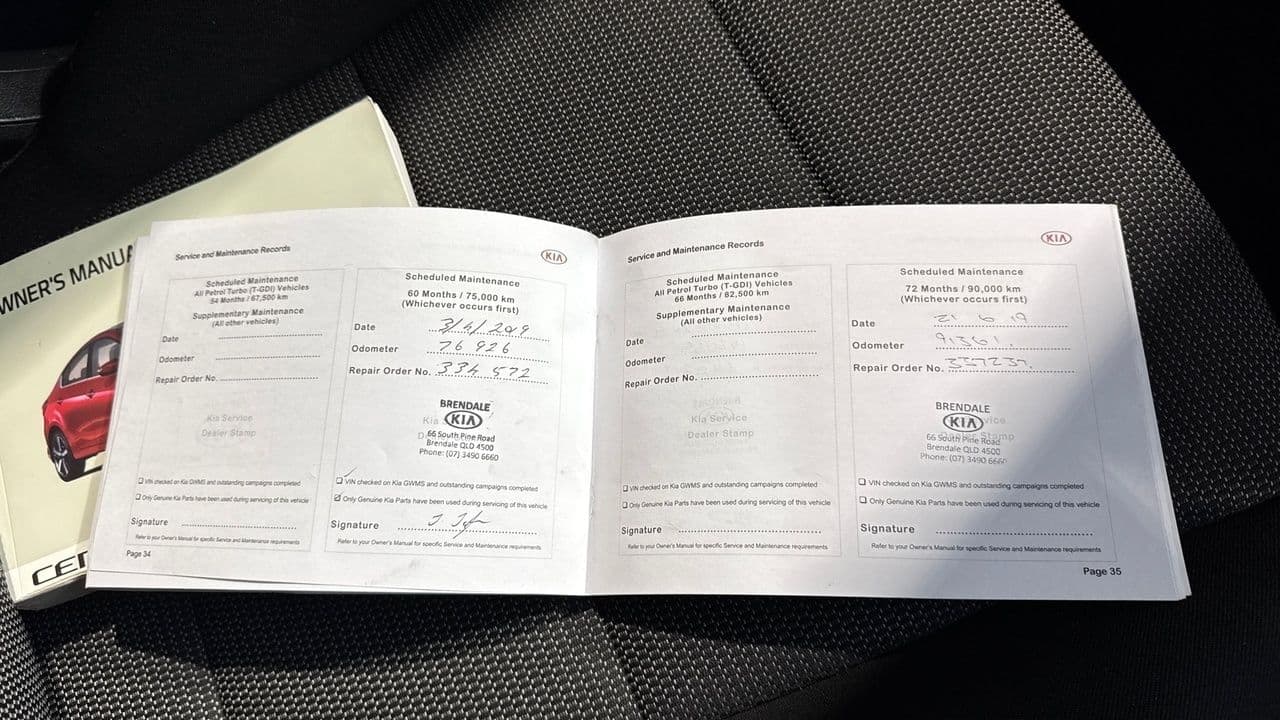 OWNER'S MANUAL
CER
Service and Maintenance Records
KIA
Scheduled Maintenance
All Petrol Turbo (T-GDI) Vehicles
54 Months / 67,500 km
Supplementary Maintenance
(All other vehicles)
Date
Odometer
Repair Order No.
Kia Service
Dealer Stamp
VIN checked on Kia GWMS and outstanding campaigns completed
Only Genuine Kia Parts have been used during servicing of this vehicle
Signature
Refer to your Owner's Manual for specific Service and Maintenance requirements
Page 34
Scheduled Maintenance
60 Months / 75,000 km
(Whichever occurs first)
Date 3/4/2019
Odometer 76 926
Repair Order No. 334 572
BRENDALE
KIA
66 South Pine Road
Brendale QLD 4500
Phone: (07) 3490 6660
VIN checked on Kia GWMS and outstanding campaigns completed
Only Genuine Kia Parts have been used during servicing of this vehicle
Signature
Refer to your Owner's Manual for specific Service and Maintenance requirements
Service and Maintenance Records
KIA
Scheduled Maintenance
All Petrol Turbo (T-GDI) Vehicles
66 Months / 82,500 km
Supplementary Maintenance
(All other vehicles)
Date
Odometer
Repair Order No.
Kia Service
Dealer Stamp
VIN checked on Kia GWMS and outstanding campaigns completed
Only Genuine Kia Parts have been used during servicing of this vehicle
Signature
Refer to your Owner's Manual for specific Service and Maintenance requirements
Scheduled Maintenance
72 Months / 90,000 km
(Whichever occurs first)
Date 21 6 19
Odometer 91361.
Repair Order No. 337237.
BRENDALE
KIA
66 South Pine Road
Brendale QLD 4500
Phone: (07) 3490 6660
VIN checked on Kia GWMS and outstanding campaigns completed
Only Genuine Kia Parts have been used during servicing of this vehicle
Signature
Refer to your Owner's Manual for specific Service and Maintenance requirements
Page 35